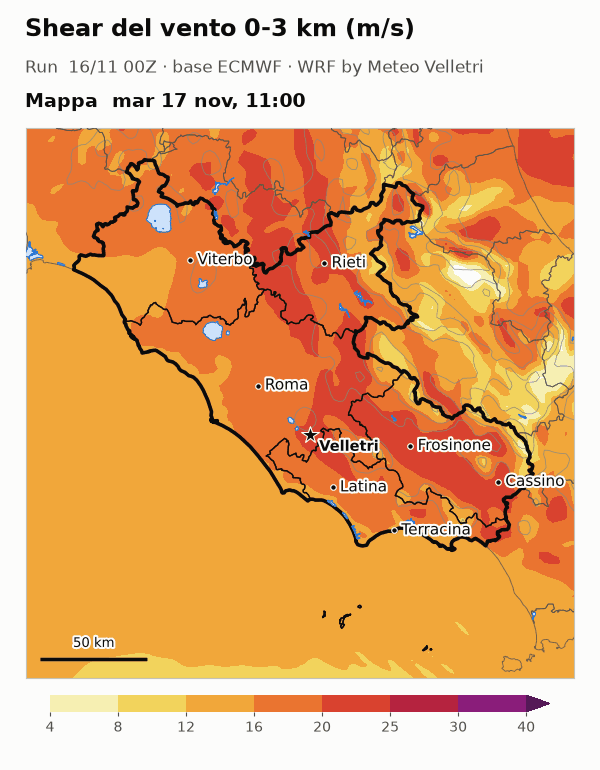 Shear del vento 0-3 km (m/s)
Run  16/11 00Z · base ECMWF · WRF by Meteo Velletri
Mappa  mar 17 nov, 11:00
Viterbo
Rieti
Roma
Velletri
Frosinone
Latina
Cassino
Terracina
50 km
4 8 12 16 20 25 30 40